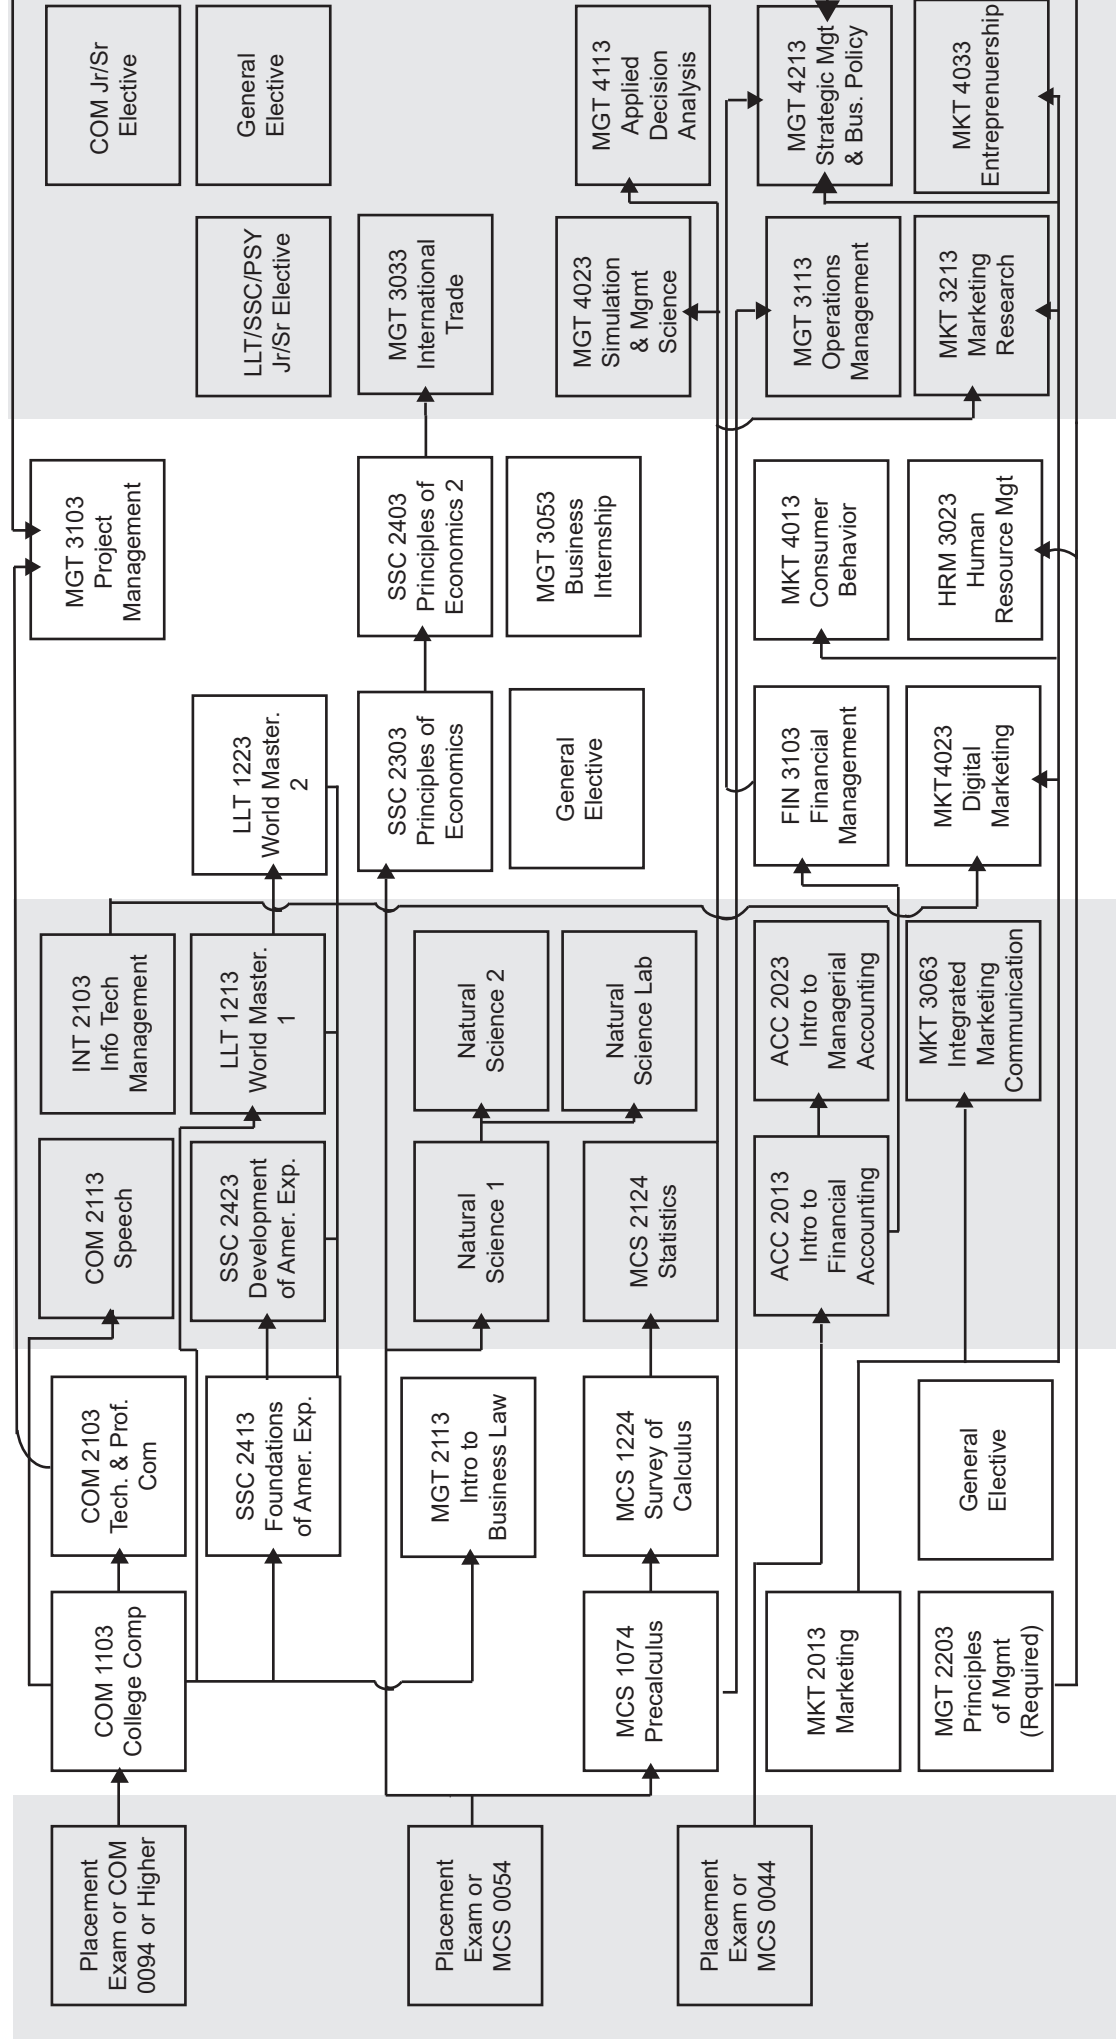 Placement
Exam or COM
0094 or Higher
Placement
Exam or
MCS 0054
Placement
Exam or
MCS 0044
COM 1103
College Comp
COM 2103
Tech. & Prof.
Com
SSC 2413
Foundations
of Amer. Exp.
MGT 2113
Intro to
Business Law
MCS 1074
Precalculus
MCS 1224
Survey of
Calculus
MKT 2013
Marketing
MGT 2203
Principles
of Mgmt
(Required)
General
Elective
COM 2113
Speech
INT 2103
Info Tech
Management
SSC 2423
Development
of Amer. Exp.
LLT 1213
World Master.
1
Natural
Science 1
Natural
Science 2
Natural
Science Lab
MCS 2124
Statistics
ACC 2013
Intro to
Financial
Accounting
ACC 2023
Intro to
Managerial
Accounting
MKT 3063
Integrated
Marketing
Communication
MGT 3103
Project
Management
LLT 1223
World Master.
2
SSC 2303
Principles of
Economics
SSC 2403
Principles of
Economics 2
General
Elective
MGT 3053
Business
Internship
FIN 3103
Financial
Management
MKT 4013
Consumer
Behavior
MKT4023
Digital
Marketing
HRM 3023
Human
Resource Mgt
COM Jr/Sr
Elective
LLT/SSC/PSY
Jr/Sr Elective
General
Elective
MGT 3033
International
Trade
MGT 4023
Simulation
& Mgmt
Science
MGT 4113
Applied
Decision
Analysis
MGT 3113
Operations
Management
MGT 4213
Strategic Mgt
& Bus. Policy
MKT 3213
Marketing
Research
MKT 4033
Entreprenuership